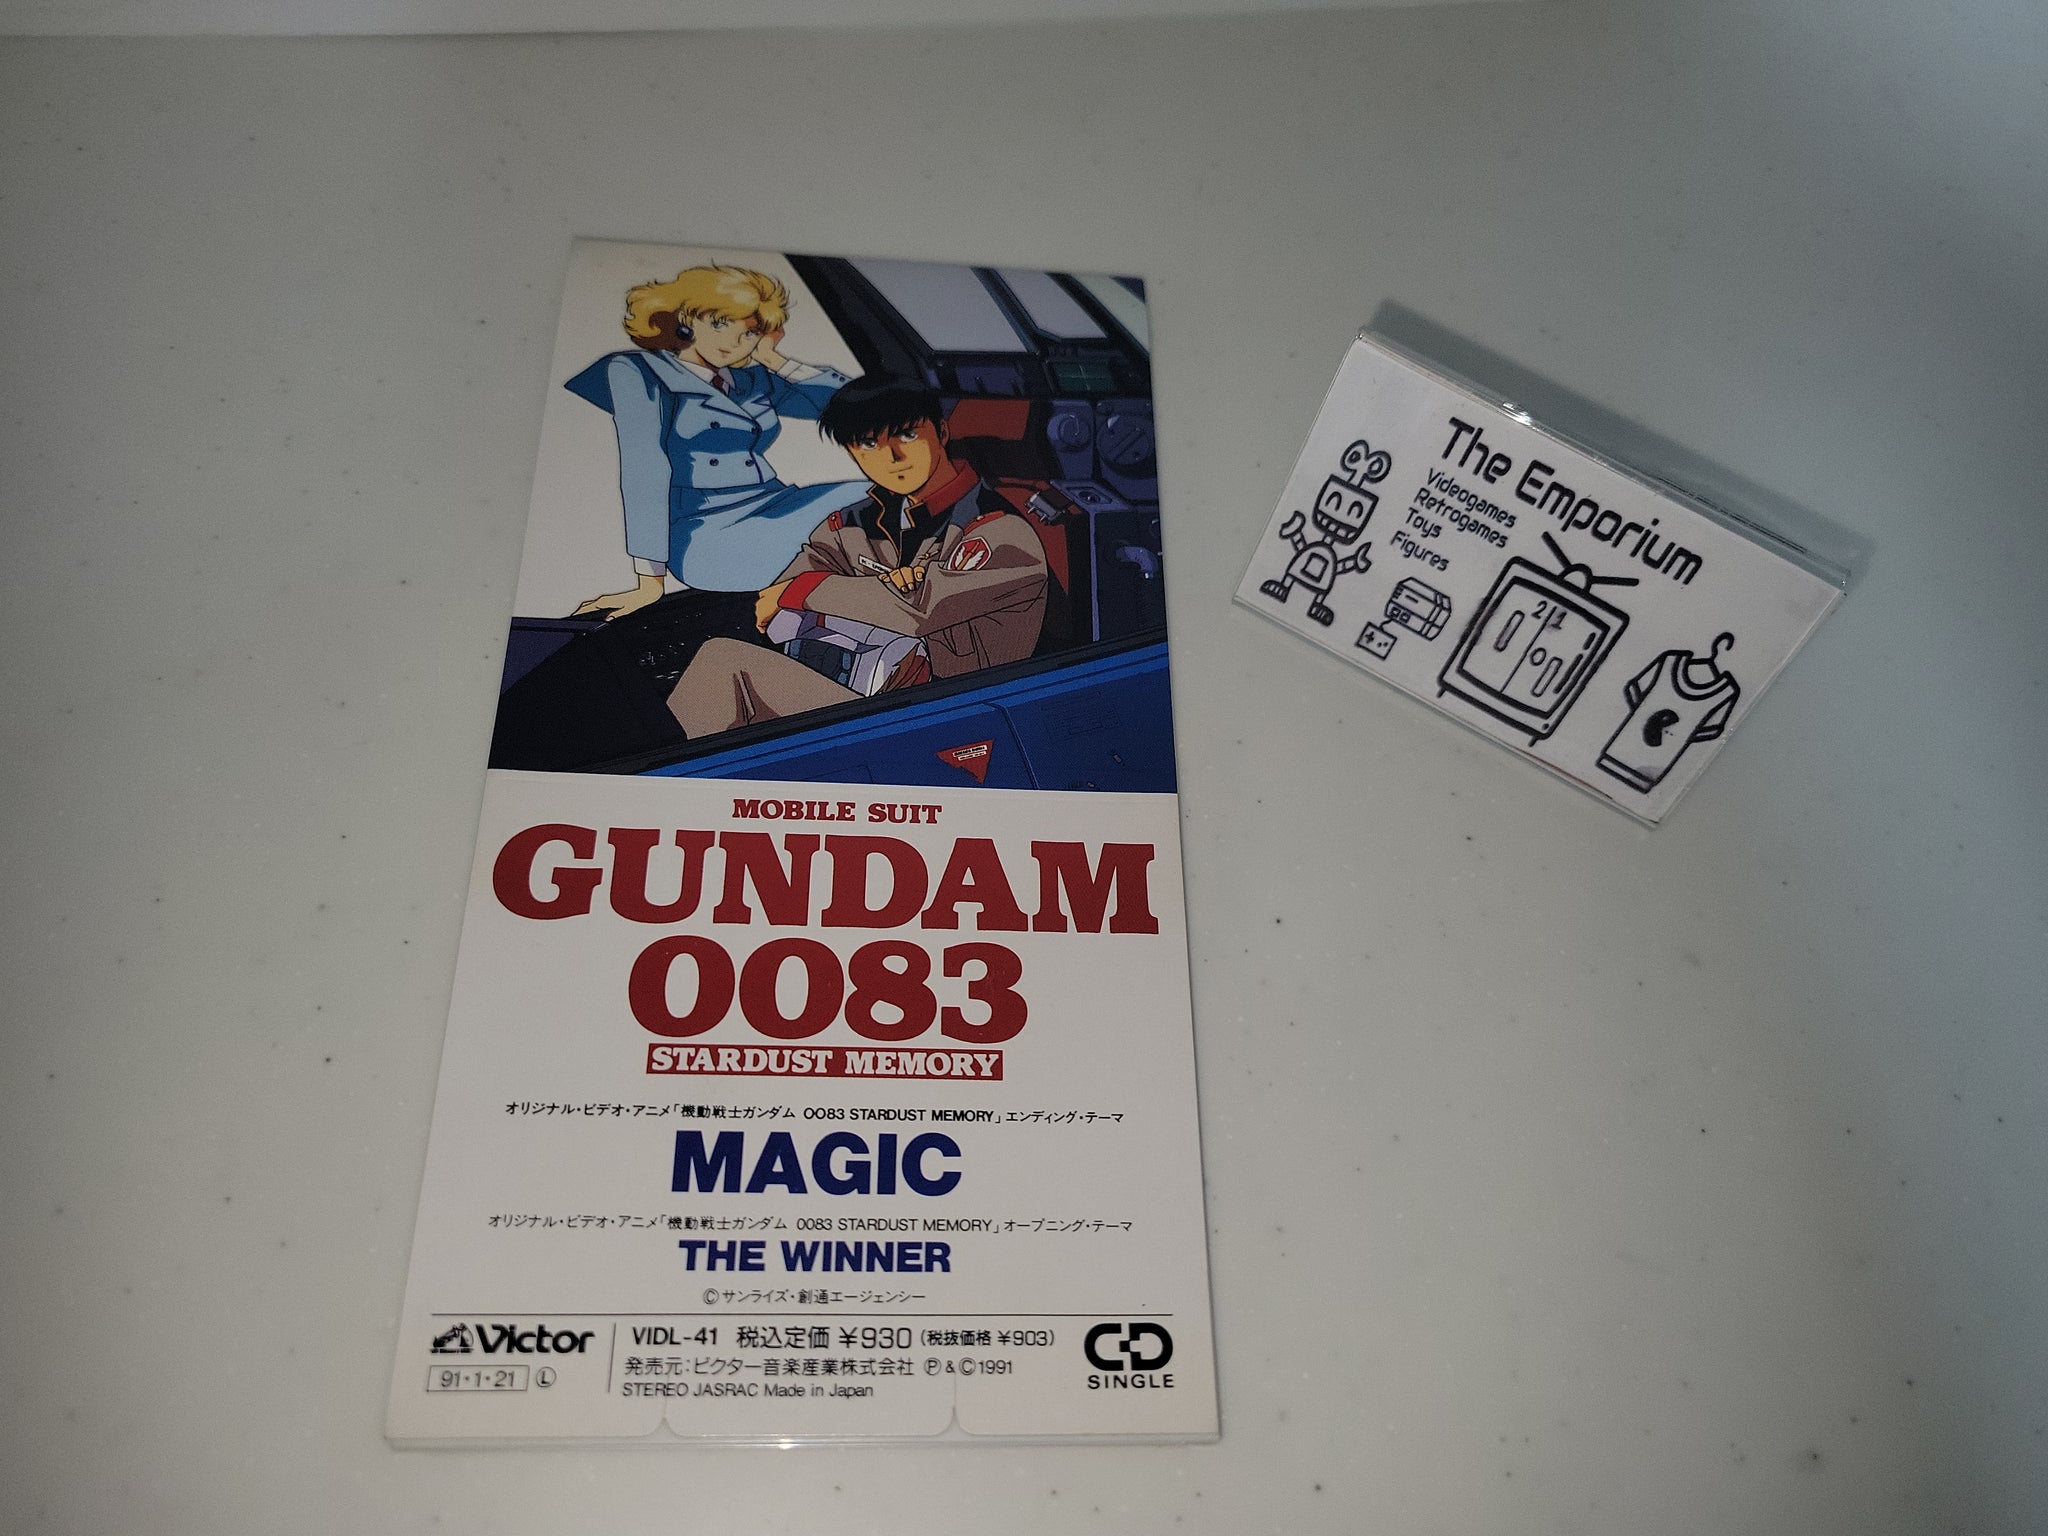 MOBILE SUIT
GUNDAM
0083
STARDUST MEMORY
オリジナル・ビデオ・アニメ「機動戦士ガンダム 0083 STARDUST MEMORY」エンディング・テーマ
MAGIC
オリジナル・ビデオ・アニメ「機動戦士ガンダム 0083 STARDUST MEMORY」オープニング・テーマ
THE WINNER
©サンライズ・創通エージェンシー
Victor
91・1・21 Ⓛ
VIDL-41 税込定価 ¥930 (税抜価格 ¥903)
発売元:ビクター音楽産業株式会社 Ⓟ&©1991
STEREO JASRAC Made in Japan
CD
SINGLE
The Emporium
Videogames
Retrogames
Toys
Figures
21